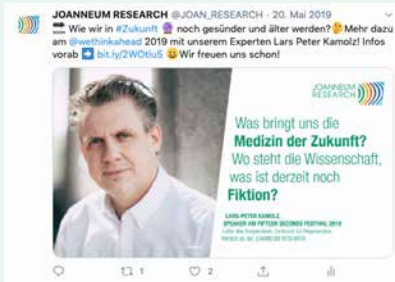 JOANNEUM RESEARCH @JOAN_RESEARCH · 20. Mai 2019
Wie wir in #Zukunft 🔮 noch gesünder und älter werden?🤔 Mehr dazu
am @wethinkahead 2019 mit unserem Experten Lars Peter Kamolz! Infos
vorab ➡️ bit.ly/2WOtIuS 😃 Wir freuen uns schon!
JOANNEUM
RESEARCH
Was bringt uns die
Medizin der Zukunft?
Wo steht die Wissenschaft,
was ist derzeit noch
Fiktion?
LARS-PETER KAMOLZ,
SPEAKER AM FIFTEEN SECONDS FESTIVAL 2019
1
2